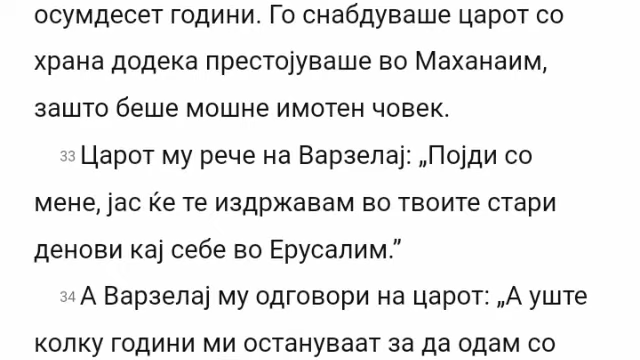 осумдесет години. Го снабдуваше царот со
храна додека престојуваше во Маханаим,
зашто беше мошне имотен човек.
33 Царот му рече на Варзелај: „Пojди со
мене, јас ќе те издржавам во твоите стари
денови кај себе во Ерусалим.”
34 А Варзелај му одговори на царот: „А уште
колку години ми остануваат за да одам со